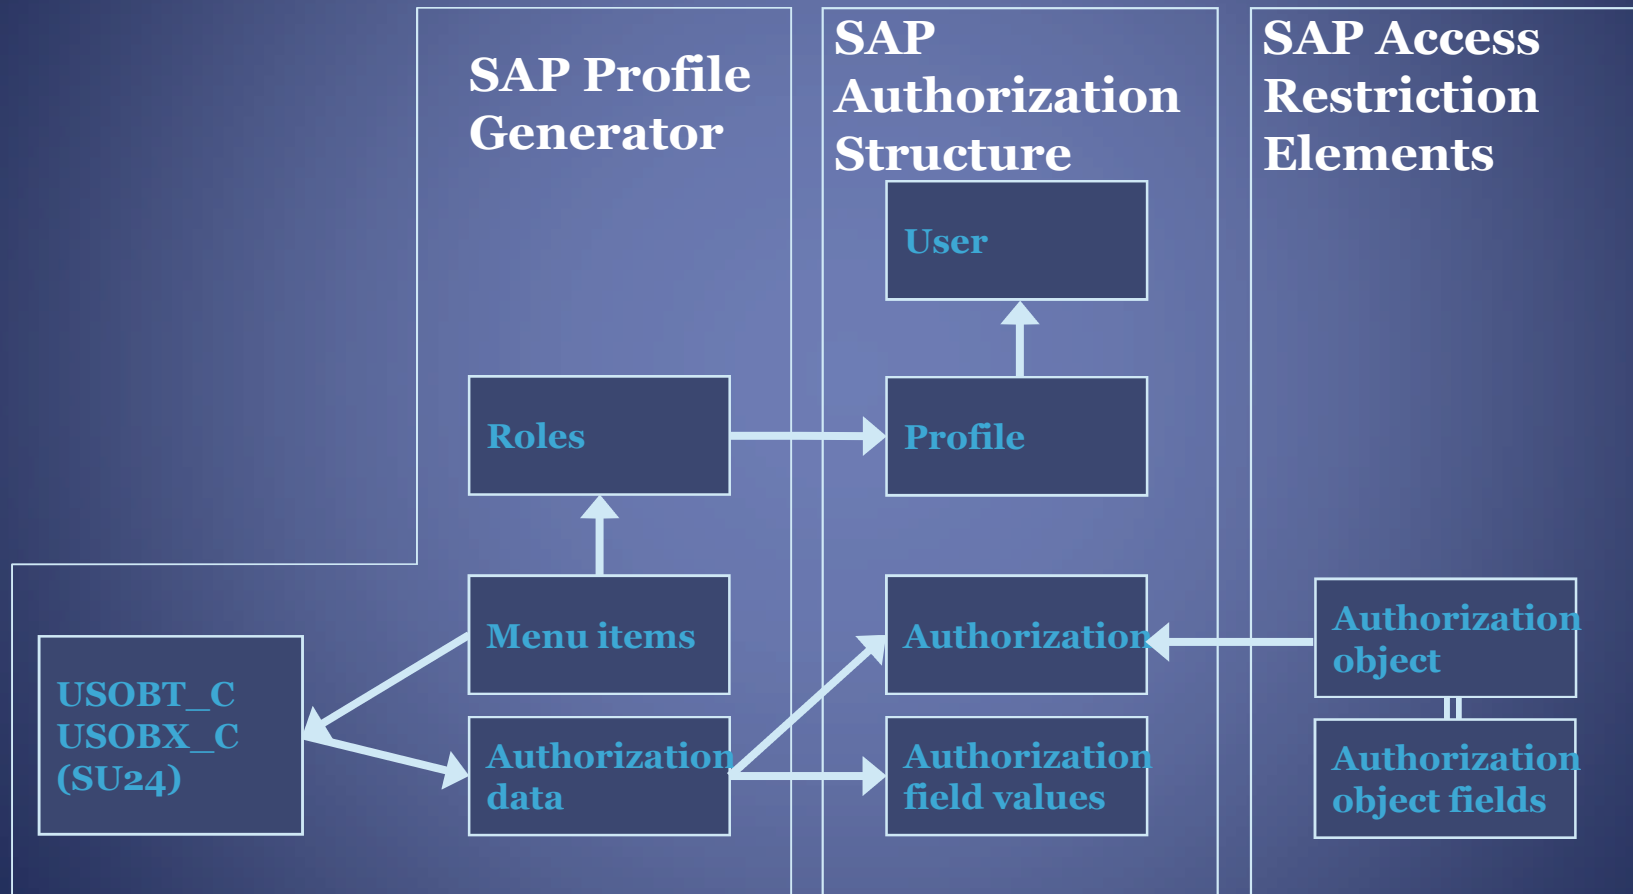 SAP Profile
Generator
SAP
Authorization
Structure
SAP Access
Restriction
Elements
User
Roles
Profile
Menu items
Authorization
Authorization
object
USOBT_C
USOBX_C
(SU24)
Authorization
data
Authorization
field values
Authorization
object fields